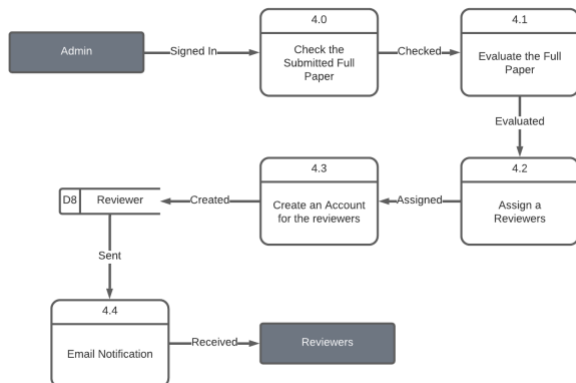 4.0
4.1
Admin
Signed In
Check the
Submitted Full
Paper
Checked
Evaluate the Full
Paper
Evaluated
4.3
4.2
D8
Reviewer
Created
Create an Account
for the reviewers
Assigned
Assign a
Reviewers
Sent
4.4
Email Notification
Received
Reviewers